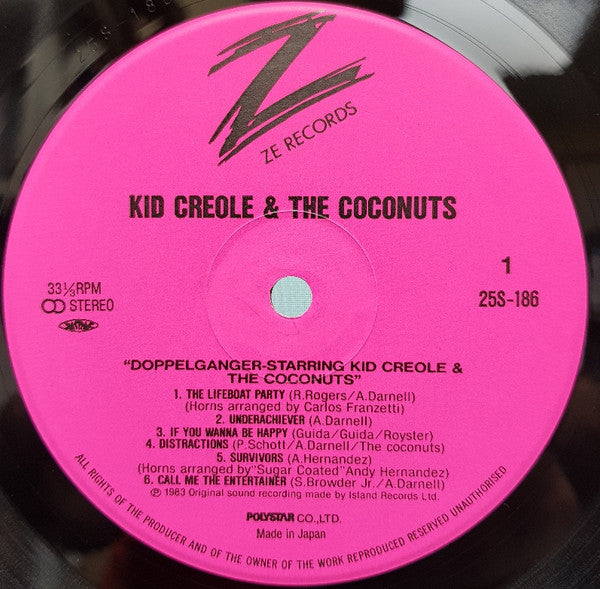 Z
ZE RECORDS
KID CREOLE & THE COCONUTS
33⅓RPM
STEREO
1
25S-186
"DOPPELGANGER-STARRING KID CREOLE &
THE COCONUTS"
1. THE LIFEBOAT PARTY (R.Rogers/A.Darnell)
(Horns arranged by Carlos Franzetti)
2. UNDERACHIEVER (A.Darnell)
3. IF YOU WANNA BE HAPPY (Guida/Guida/Royster)
4. DISTRACTIONS (P.Schott/A.Darnell/The coconuts)
5. SURVIVORS (A.Hernandez)
(Horns arranged by"Sugar Coated"Andy Hernandez)
6. CALL ME THE ENTERTAINER (S.Browder Jr./A.Darnell)
Ⓟ 1983 Original sound recording made by Island Records Ltd.
POLYSTAR CO.,LTD.
Made in Japan
ALL RIGHTS OF THE PRODUCER AND OF THE OWNER OF THE WORK REPRODUCED RESERVED UNAUTHORISED